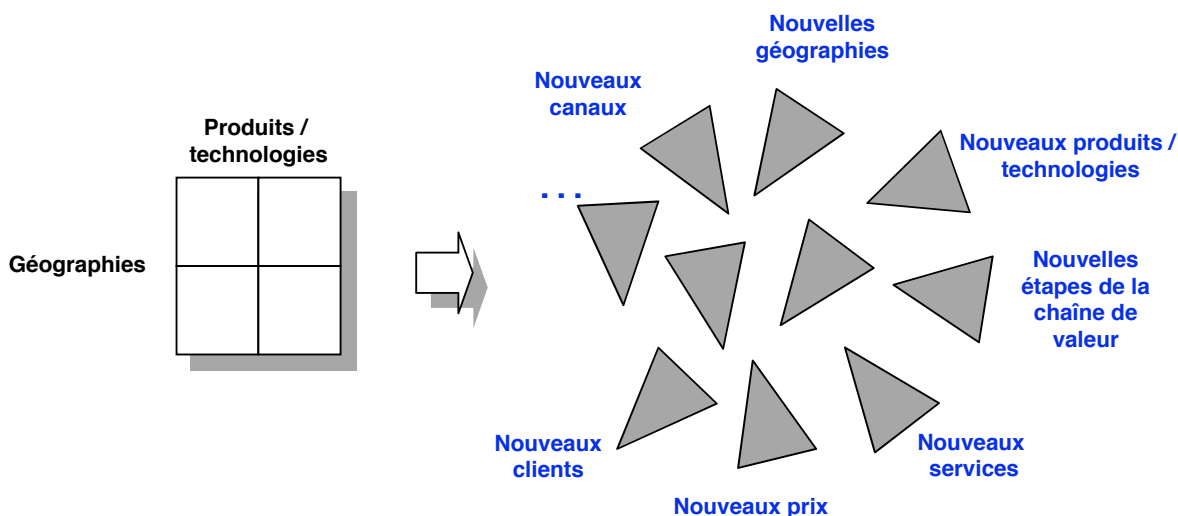 Produits /
technologies
Géographies
Nouvelles
géographies
Nouveaux
canaux
Nouveaux produits /
technologies
...
Nouvelles
étapes de la
chaîne de
valeur
Nouveaux
clients
Nouveaux
services
Nouveaux prix